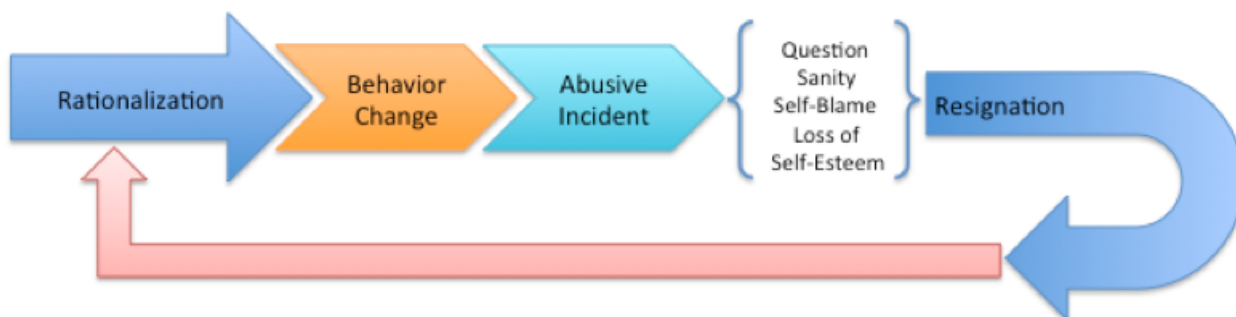 Rationalization
Behavior
Change
Abusive
Incident
Question
Sanity
Self-Blame
Loss of
Self-Esteem
Resignation